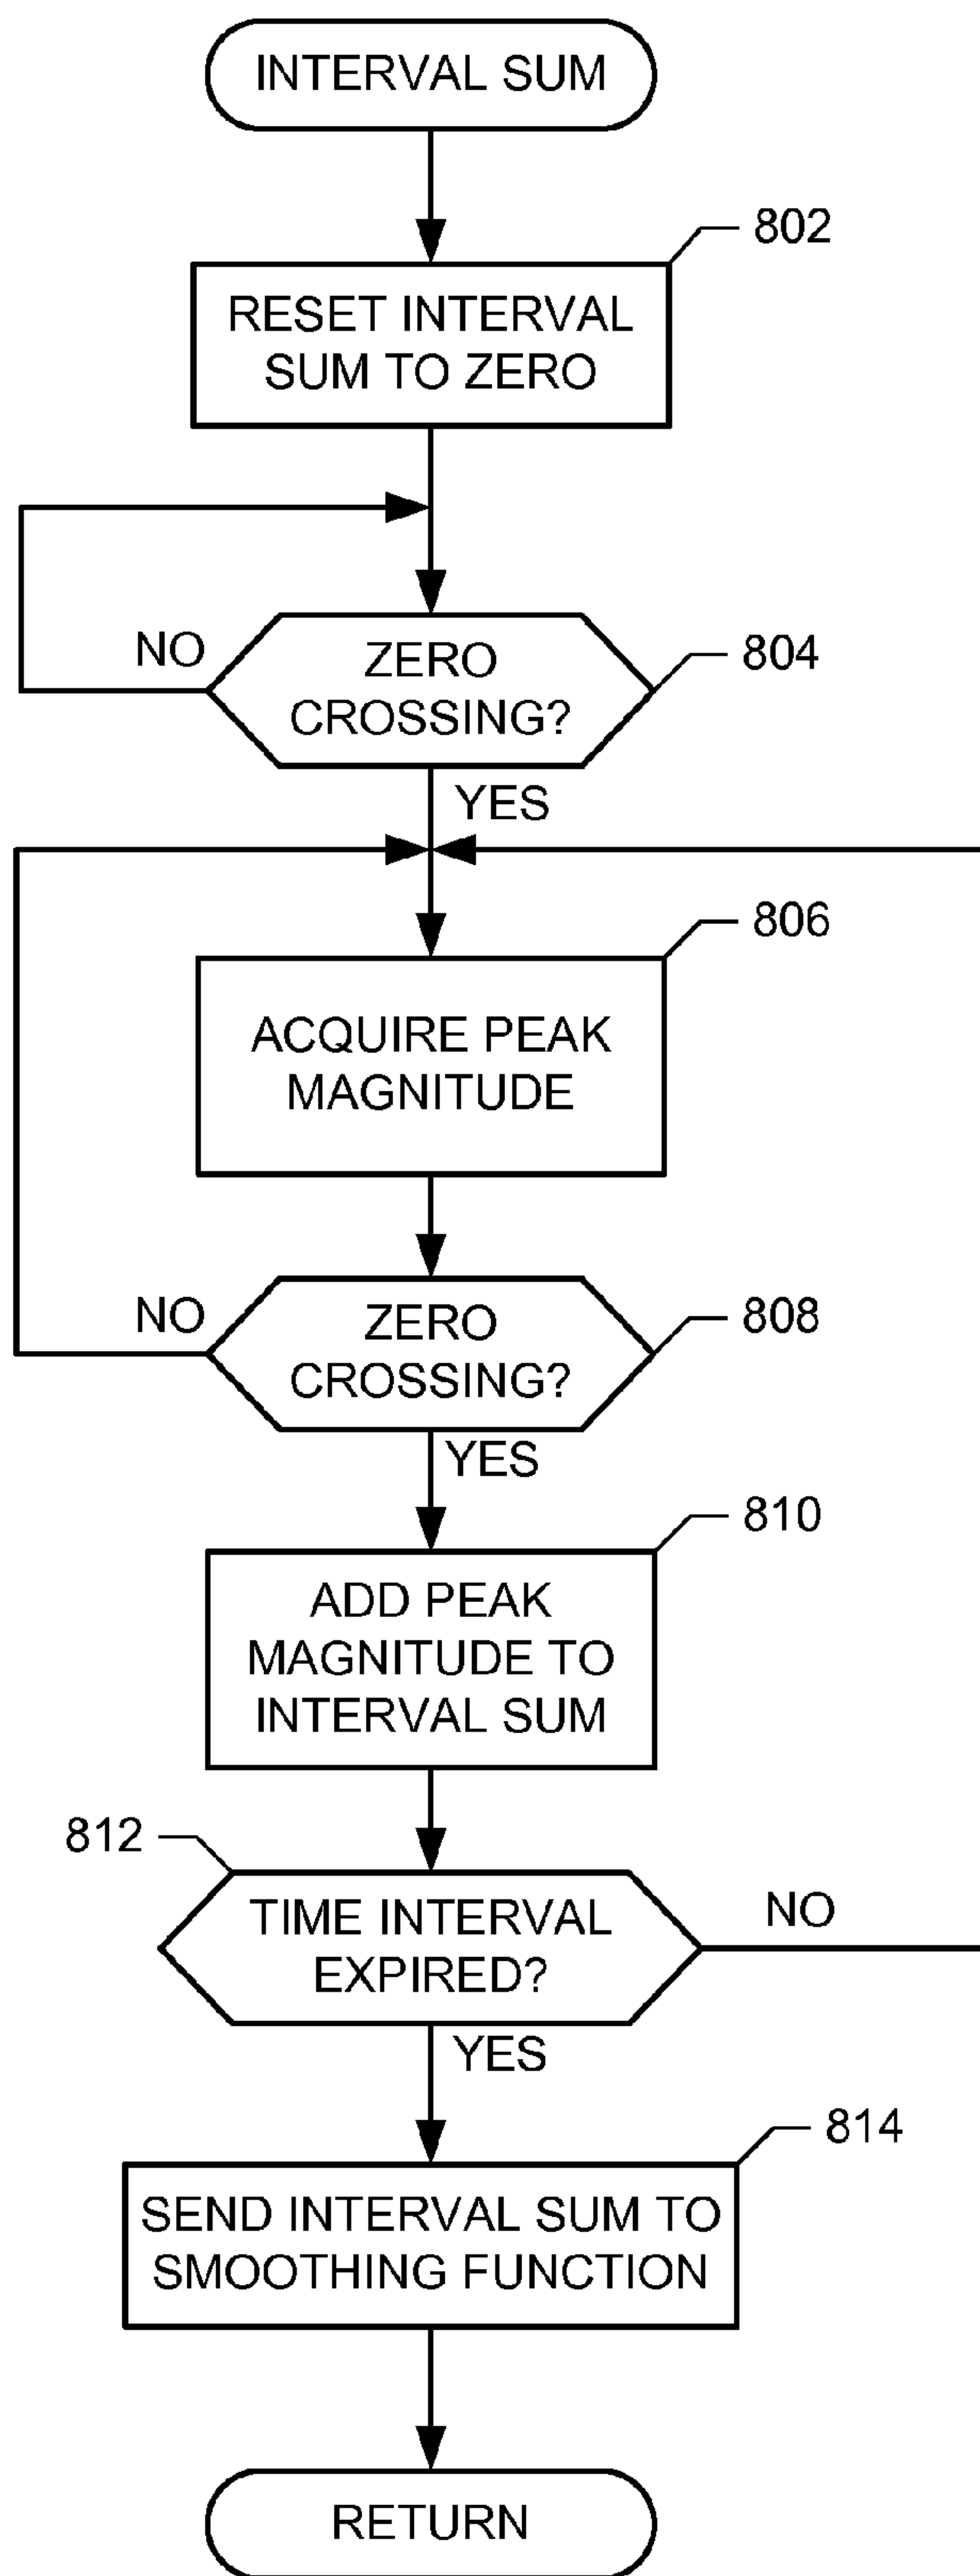 INTERVAL SUM
802
RESET INTERVAL
SUM TO ZERO
NO
ZERO
CROSSING?
804
YES
806
ACQUIRE PEAK
MAGNITUDE
NO
ZERO
CROSSING?
808
YES
810
ADD PEAK
MAGNITUDE TO
INTERVAL SUM
812
TIME INTERVAL
EXPIRED?
NO
YES
814
SEND INTERVAL SUM TO
SMOOTHING FUNCTION
RETURN